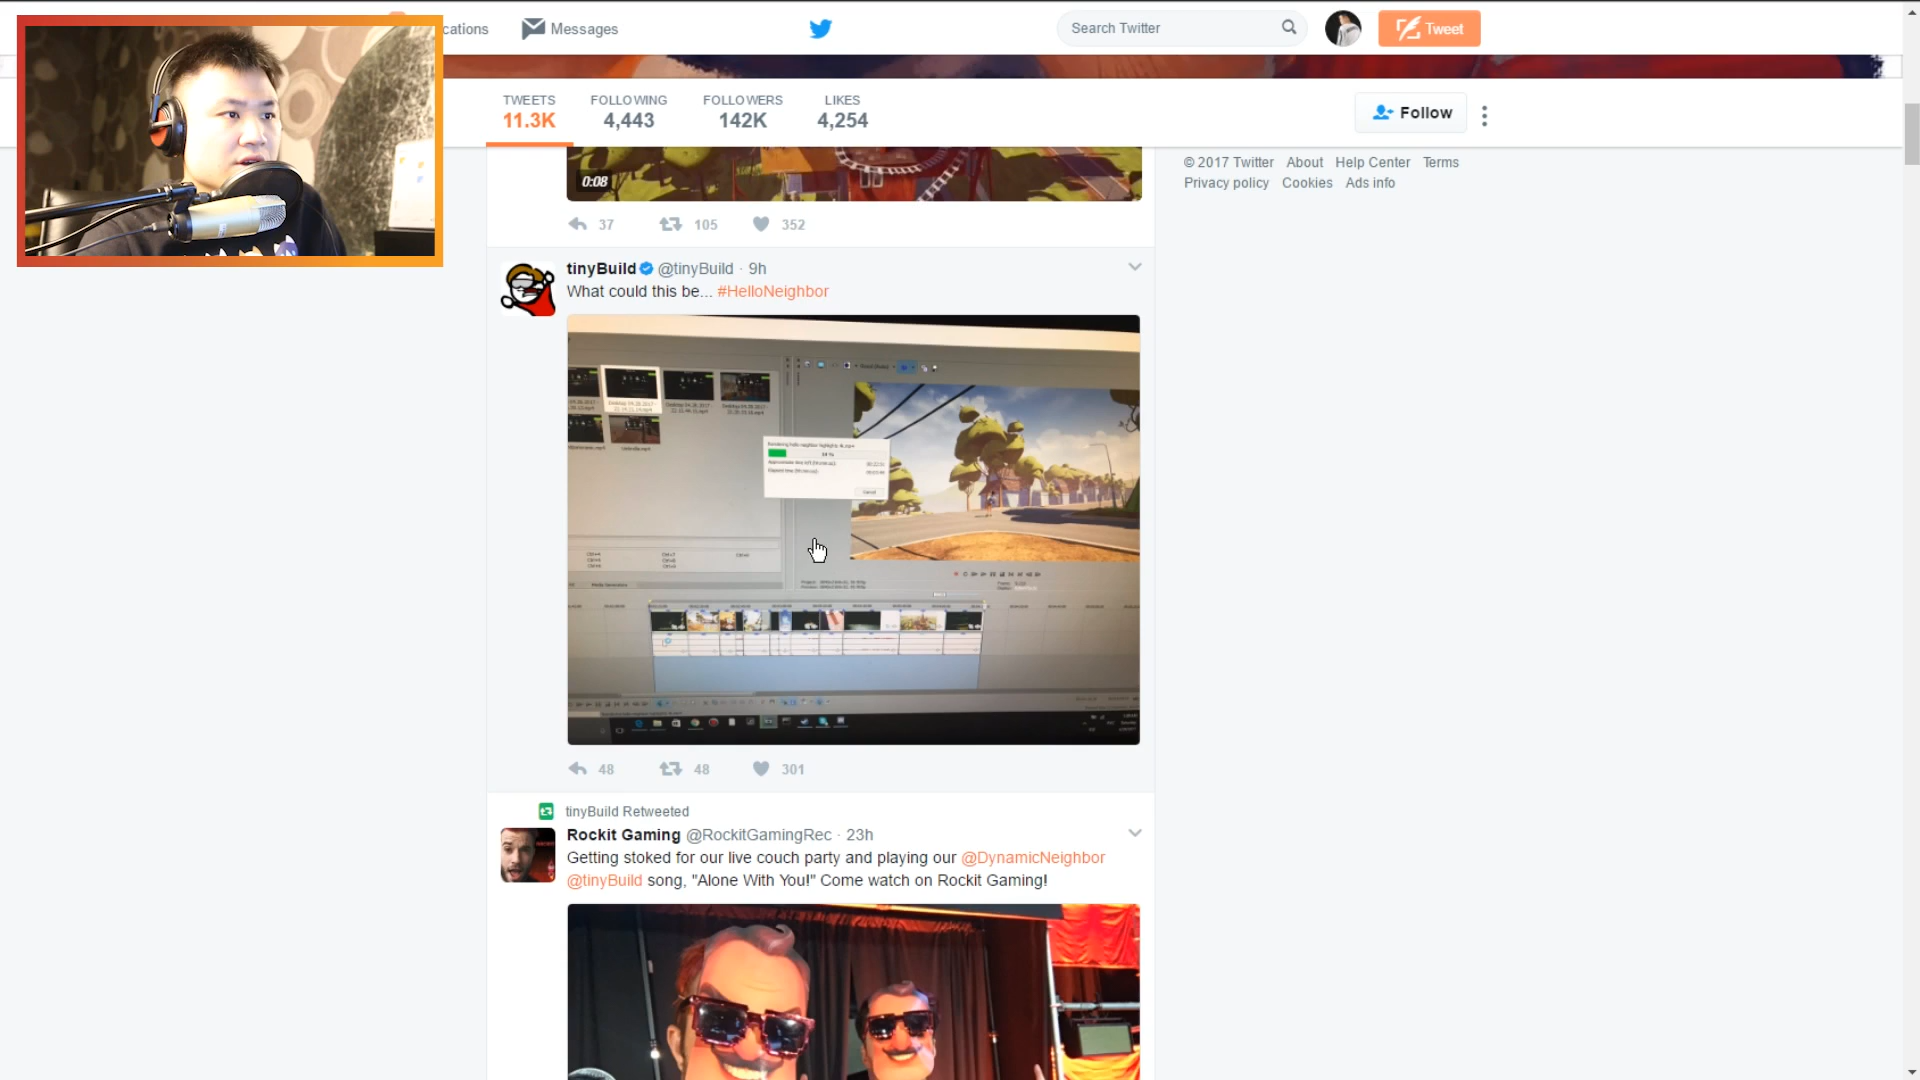 cations
Messages
Search Twitter
Tweet
TWEETS
11.3K
FOLLOWING
4,443
FOLLOWERS
142K
LIKES
4,254
Follow
© 2017 Twitter About Help Center Terms
Privacy policy Cookies Ads info
0:08
37 105 352
tinyBuild @tinyBuild · 9h
What could this be... #HelloNeighbor
14 %
Cancel
48 48 301
tinyBuild Retweeted
Rockit Gaming @RockitGamingRec · 23h
Getting stoked for our live couch party and playing our @DynamicNeighbor
@tinyBuild song, "Alone With You!" Come watch on Rockit Gaming!